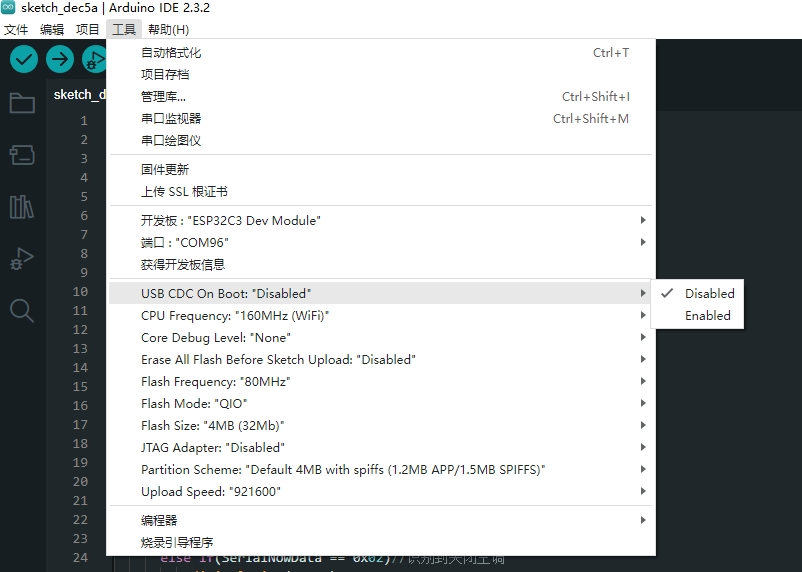 sketch_dec5a | Arduino IDE 2.3.2
文件 编辑 项目 工具 帮助(H)
自动格式化 Ctrl+T
项目存档
管理库... Ctrl+Shift+I
串口监视器 Ctrl+Shift+M
串口绘图仪
固件更新
上传 SSL 根证书
开发板 : "ESP32C3 Dev Module"
端口 : "COM96"
获得开发板信息
USB CDC On Boot: "Disabled"
Disabled
Enabled
CPU Frequency: "160MHz (WiFi)"
Core Debug Level: "None"
Erase All Flash Before Sketch Upload: "Disabled"
Flash Frequency: "80MHz"
Flash Mode: "QIO"
Flash Size: "4MB (32Mb)"
JTAG Adapter: "Disabled"
Partition Scheme: "Default 4MB with spiffs (1.2MB APP/1.5MB SPIFFS)"
Upload Speed: "921600"
编程器
烧录引导程序
sketch_d
1
2
3
4
5
6
7
8
9
10
11
12
13
14
15
16
17
18
19
20
21
22
23
24 else if(SerialNowData == 0x02)//识别到关闭空调